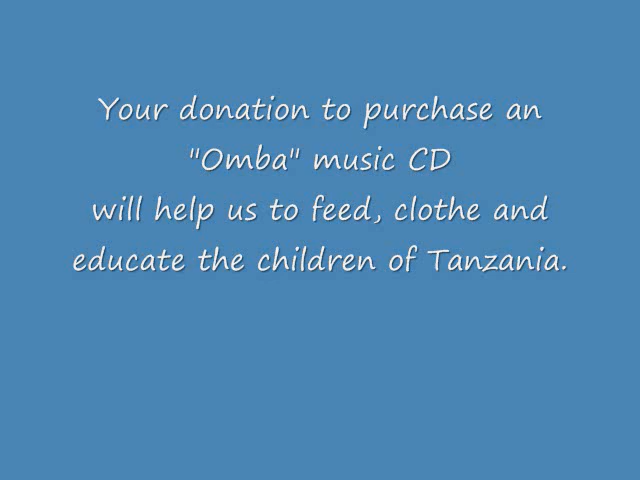 Your donation to purchase an
"Omba" music CD
will help us to feed, clothe and
educate the children of Tanzania.